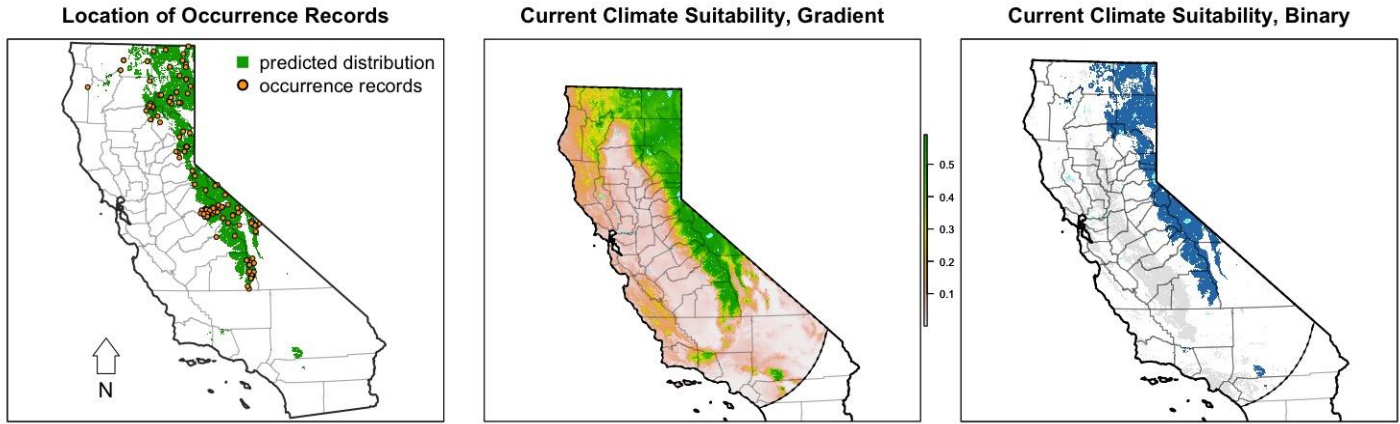 Location of Occurrence Records
predicted distribution
occurrence records
N
Current Climate Suitability, Gradient
0.5
0.4
0.3
0.2
0.1
Current Climate Suitability, Binary